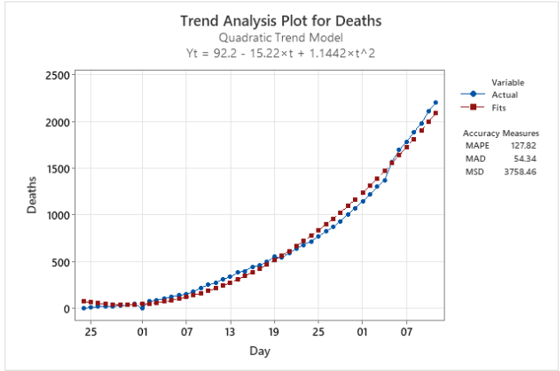 Trend Analysis Plot for Deaths
Quadratic Trend Model
Yt = 92.2 - 15.22×t + 1.1442×t^2
2500
2000
1500
1000
500
0
Deaths
25 01 07 13 19 25 01 07
Day
Variable
Actual
Fits
Accuracy Measures
MAPE 127.82
MAD 54.34
MSD 3758.46